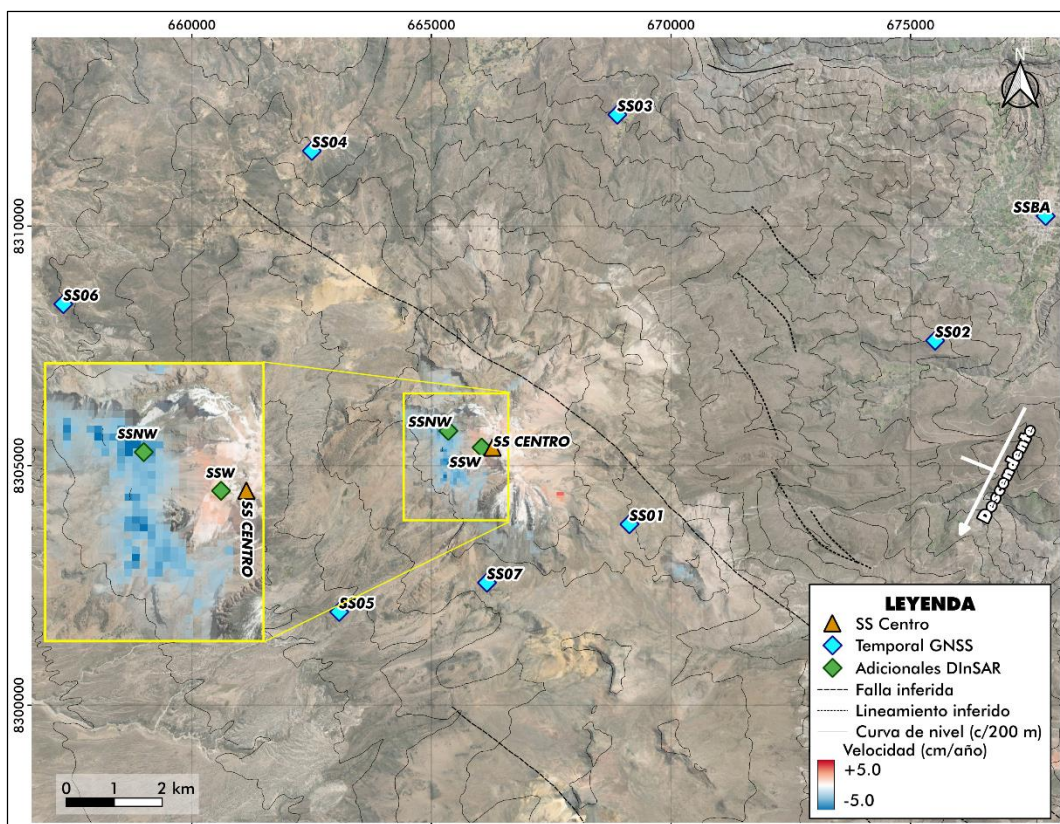 660000
665000
670000
675000
N
SS03
SS04
8310000
SSBA
SS06
SS02
SSNW
SS CENTRO
SSW
8305000
SSNW
SSW
SS CENTRO
Descendente
SS01
SS07
SS05
8300000
LEYENDA
SS Centro
Temporal GNSS
Adicionales DInSAR
Falla inferida
Lineamiento inferido
Curva de nivel (c/200 m)
Velocidad (cm/año)
+5.0
-5.0
0 1 2 km